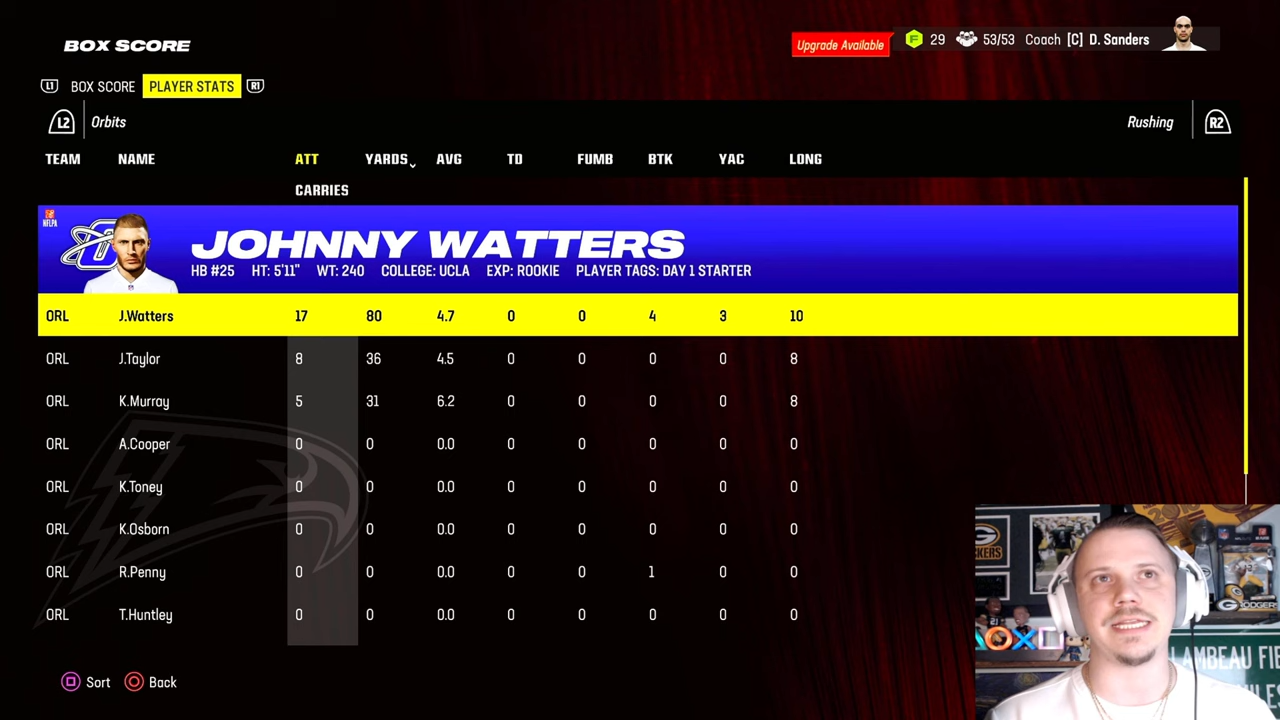 BOX SCORE
Upgrade Available
29 53/53 Coach [C] D. Sanders
L1 BOX SCORE PLAYER STATS R1
L2 Orbits Rushing R2
TEAM NAME ATT YARDS AVG TD FUMB BTK YAC LONG
CARRIES
NFLPA
JOHNNY WATTERS
HB #25 HT: 5'11" WT: 240 COLLEGE: UCLA EXP: ROOKIE PLAYER TAGS: DAY 1 STARTER
ORL J.Watters 17 80 4.7 0 0 4 3 10
ORL J.Taylor 8 36 4.5 0 0 0 0 8
ORL K.Murray 5 31 6.2 0 0 0 0 8
ORL A.Cooper 0 0 0.0 0 0 0 0 0
ORL K.Toney 0 0 0.0 0 0 0 0 0
ORL K.Osborn 0 0 0.0 0 0 0 0 0
ORL R.Penny 0 0 0.0 0 0 1 0 0
ORL T.Huntley 0 0 0.0 0 0 0 0 0
Sort Back
LAMBEAU FIE